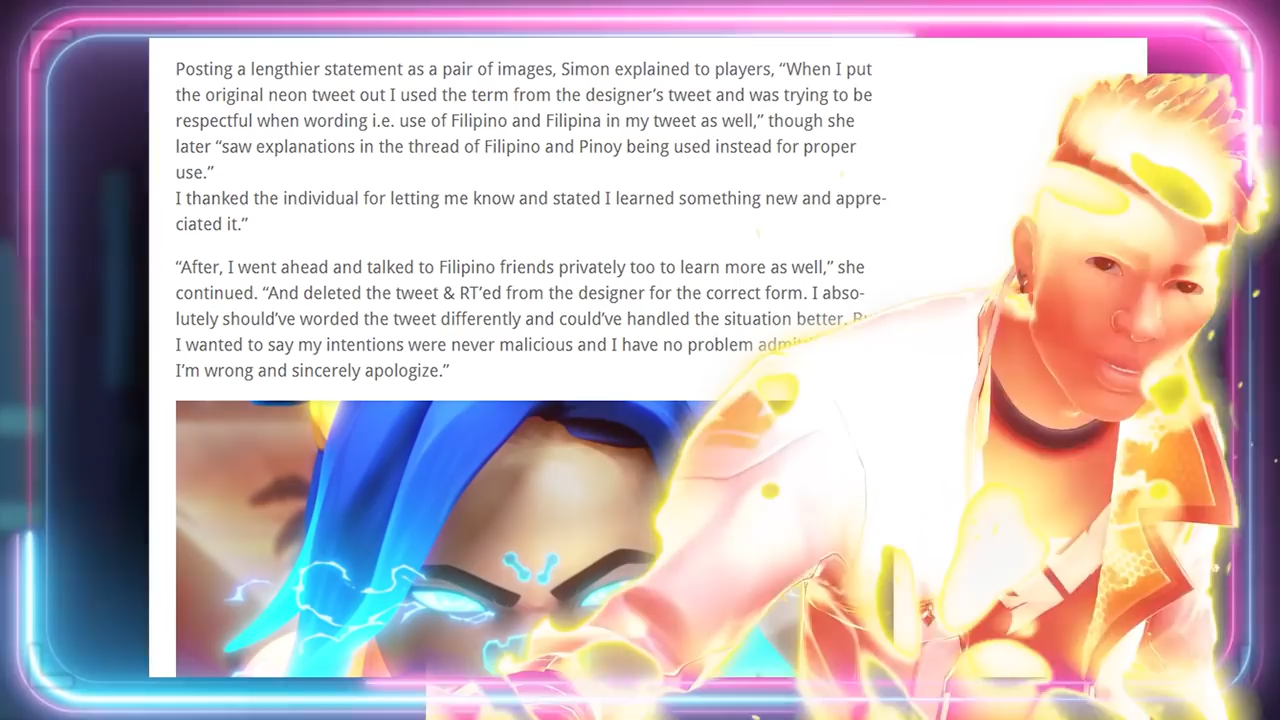 Posting a lengthier statement as a pair of images, Simon explained to players, “When I put
the original neon tweet out I used the term from the designer’s tweet and was trying to be
respectful when wording i.e. use of Filipino and Filipina in my tweet as well,” though she
later “saw explanations in the thread of Filipino and Pinoy being used instead for proper
use.”
I thanked the individual for letting me know and stated I learned something new and appre-
ciated it.”
“After, I went ahead and talked to Filipino friends privately too to learn more as well,” she
continued. “And deleted the tweet & RT’ed from the designer for the correct form. I abso-
lutely should’ve worded the tweet differently and could’ve handled the situation better.
I wanted to say my intentions were never malicious and I have no problem
I’m wrong and sincerely apologize.”